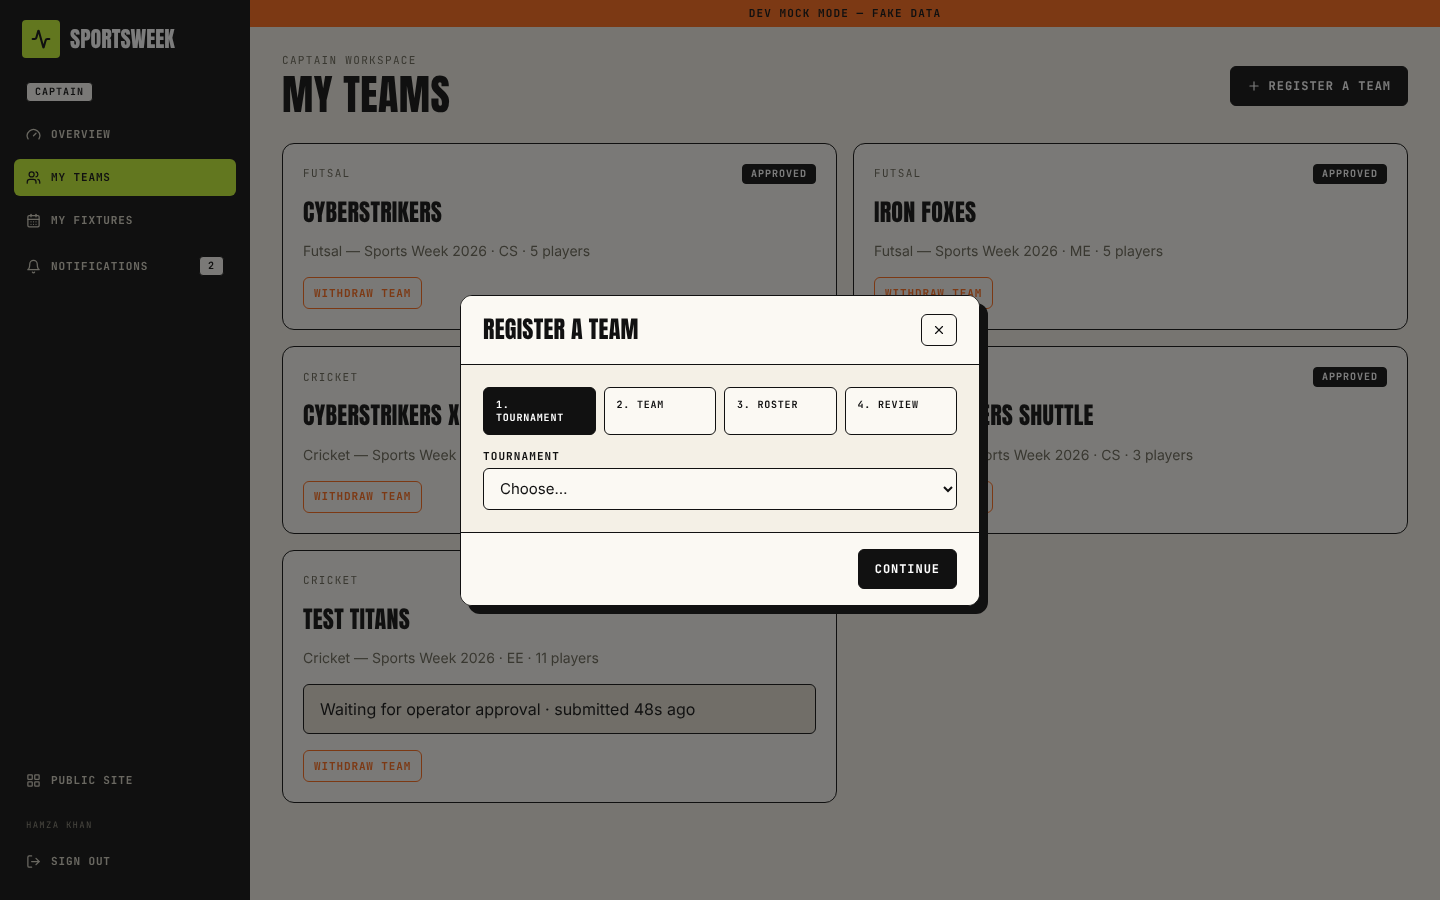 DEV MOCK MODE — FAKE DATA
SPORTSWEEK
CAPTAIN
OVERVIEW
MY TEAMS
MY FIXTURES
NOTIFICATIONS
2
PUBLIC SITE
HAMZA KHAN
SIGN OUT
CAPTAIN WORKSPACE
MY TEAMS
+ REGISTER A TEAM
FUTSAL
APPROVED
CYBERSTRIKERS
Futsal — Sports Week 2026 · CS · 5 players
WITHDRAW TEAM
FUTSAL
APPROVED
IRON FOXES
Futsal — Sports Week 2026 · ME · 5 players
WITHDRAW TEAM
CRICKET
CYBERSTRIKERS X
Cricket — Sports Week
WITHDRAW TEAM
APPROVED
ERS SHUTTLE
rts Week 2026 · CS · 3 players
CRICKET
TEST TITANS
Cricket — Sports Week 2026 · EE · 11 players
Waiting for operator approval · submitted 48s ago
WITHDRAW TEAM
REGISTER A TEAM
×
1.
TOURNAMENT
2. TEAM
3. ROSTER
4. REVIEW
TOURNAMENT
Choose...
CONTINUE